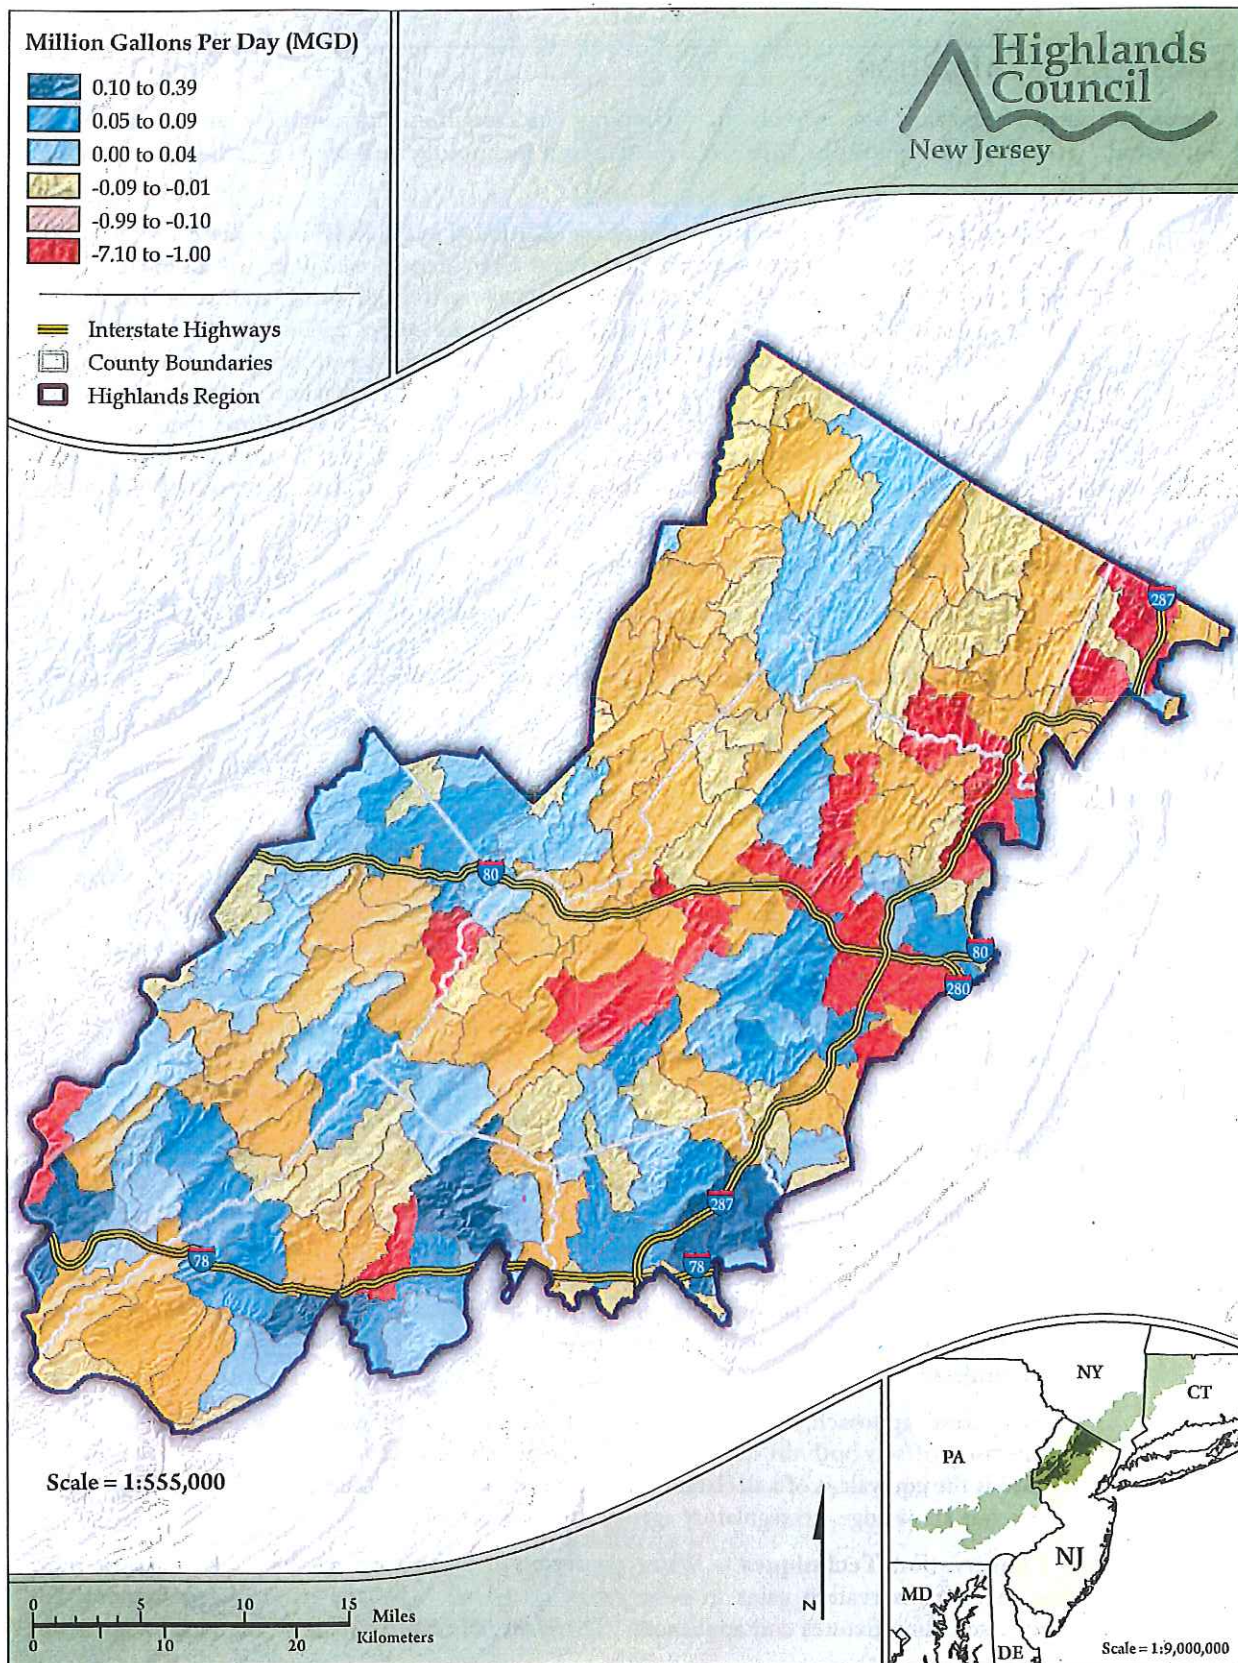 Million Gallons Per Day (MGD)
0.10 to 0.39
0.05 to 0.09
0.00 to 0.04
-0.09 to -0.01
-0.99 to -0.10
-7.10 to -1.00
Interstate Highways
County Boundaries
Highlands Region
Highlands
Council
New Jersey
287
80
80
280
287
78
78
Scale = 1:555,000
NY
CT
PA
NJ
MD
DE
Scale = 1:9,000,000
N
0 5 10 15
Miles
Kilometers
0 10 20